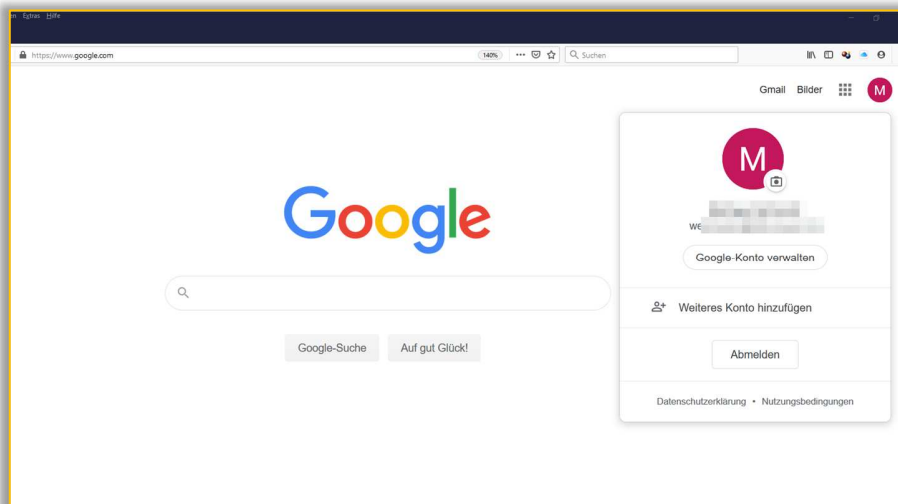 Extras Hilfe
https://www.google.com
140%
Suchen
Gmail Bilder
M
M
we
Google-Konto verwalten
Google
Weiteres Konto hinzufügen
Google-Suche
Auf gut Glück!
Abmelden
Datenschutzerklärung • Nutzungsbedingungen